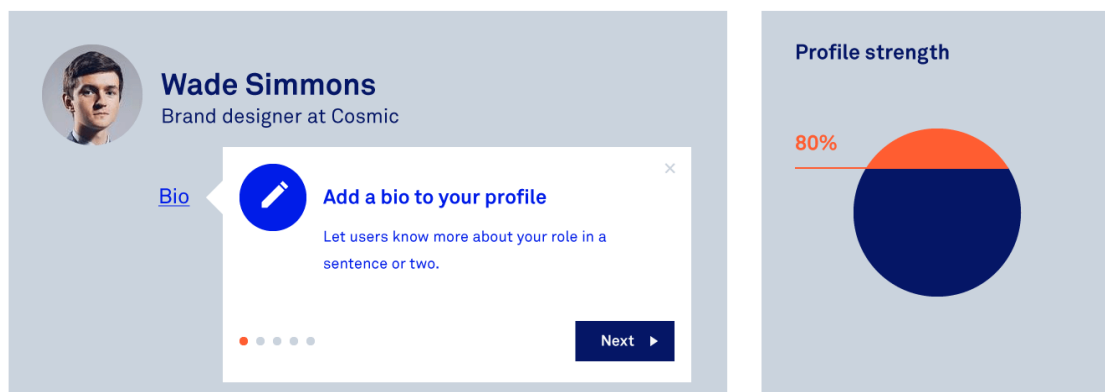 Wade Simmons
Brand designer at Cosmic
Bio
Add a bio to your profile
Let users know more about your role in a
sentence or two.
Next
Profile strength
80%